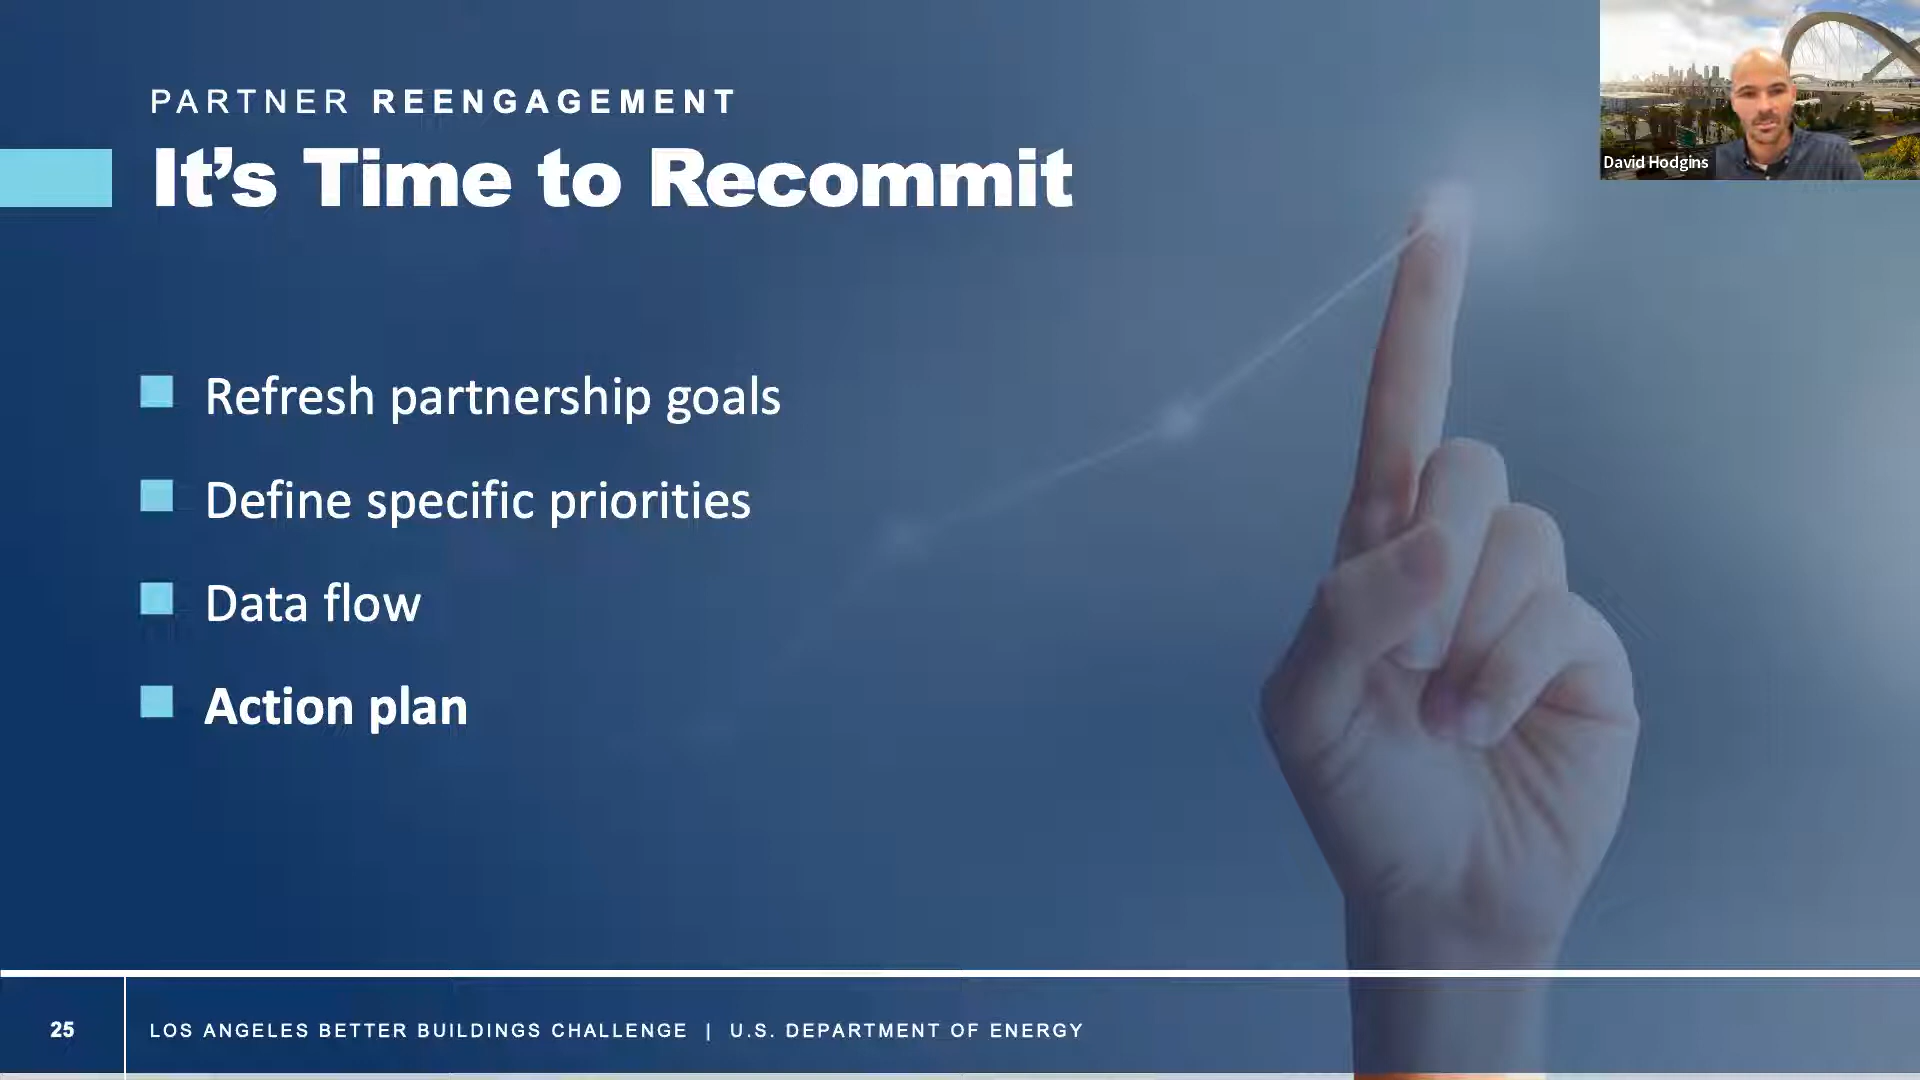 PARTNER REENGAGEMENT
It’s Time to Recommit
David Hodgins
Refresh partnership goals
Define specific priorities
Data flow
Action plan
25
LOS ANGELES BETTER BUILDINGS CHALLENGE | U.S. DEPARTMENT OF ENERGY